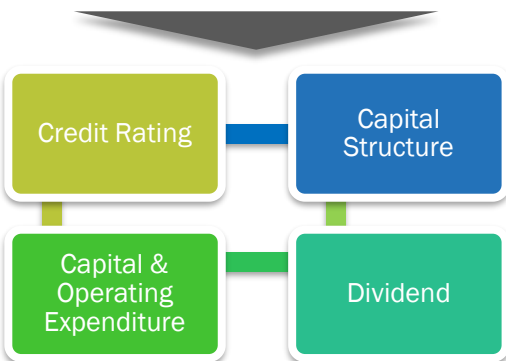 Credit Rating
Capital
Structure
Capital &
Operating
Expenditure
Dividend